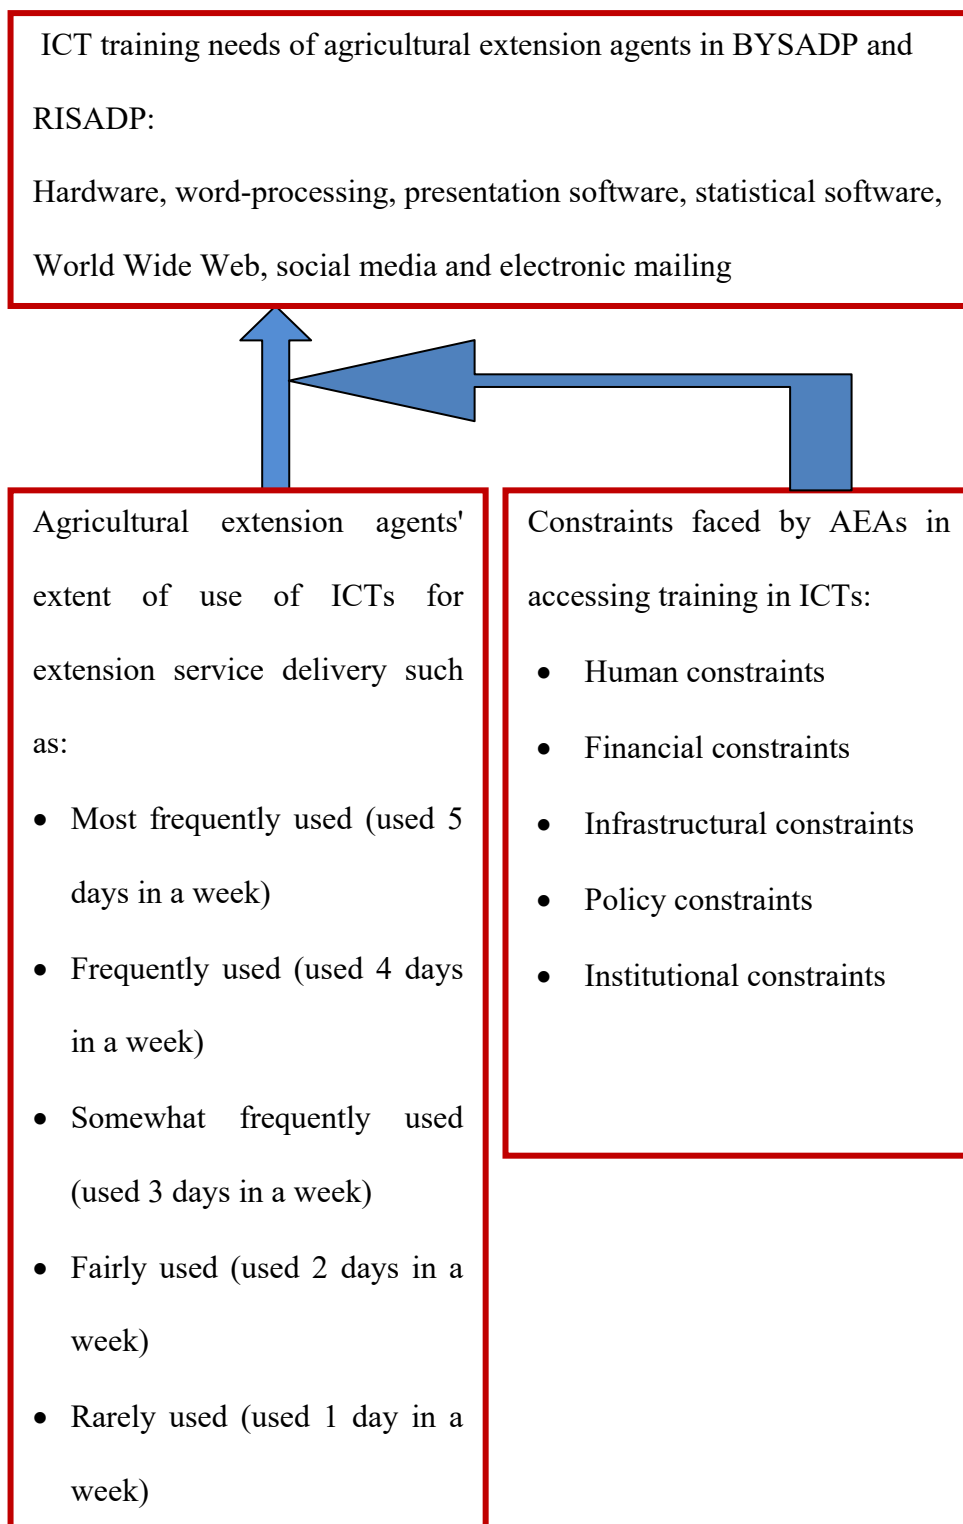 ICT training needs of agricultural extension agents in BYSADP and
RISADP:
Hardware, word-processing, presentation software, statistical software,
World Wide Web, social media and electronic mailing
Agricultural extension agents'
extent of use of ICTs for
extension service delivery such
as:
• Most frequently used (used 5
days in a week)
• Frequently used (used 4 days
in a week)
• Somewhat frequently used
(used 3 days in a week)
• Fairly used (used 2 days in a
week)
• Rarely used (used 1 day in a
week)
Constraints faced by AEAs in
accessing training in ICTs:
• Human constraints
• Financial constraints
• Infrastructural constraints
• Policy constraints
• Institutional constraints